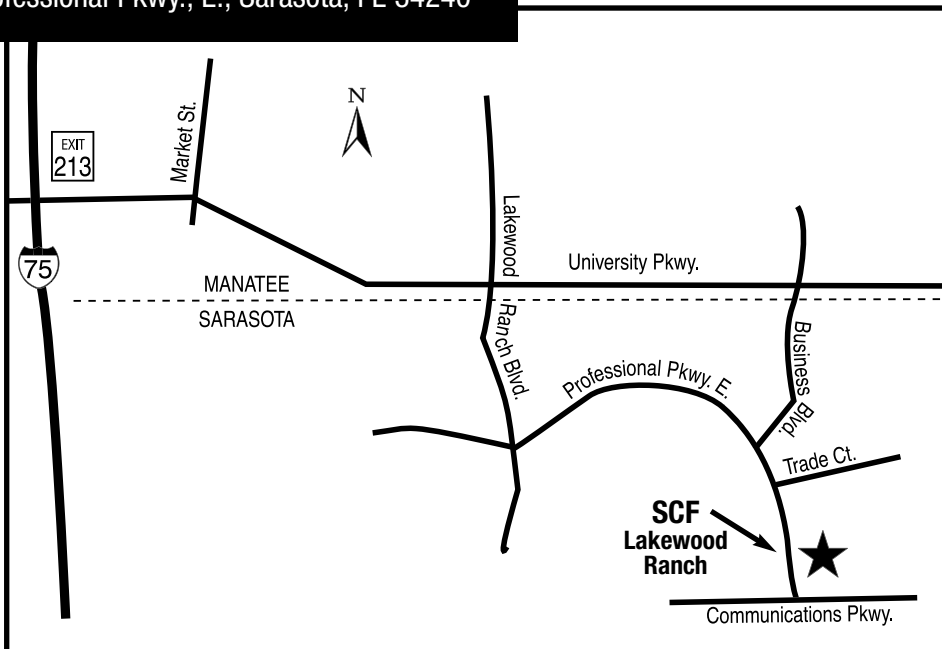 Professional Pkwy., E., Sarasota, FL 34240
N
Market St.
EXIT
213
75
Lakewood
Ranch Blvd.
University Pkwy.
MANATEE
SARASOTA
Business
Blvd.
Professional Pkwy. E.
Trade Ct.
SCF
Lakewood
Ranch
Communications Pkwy.